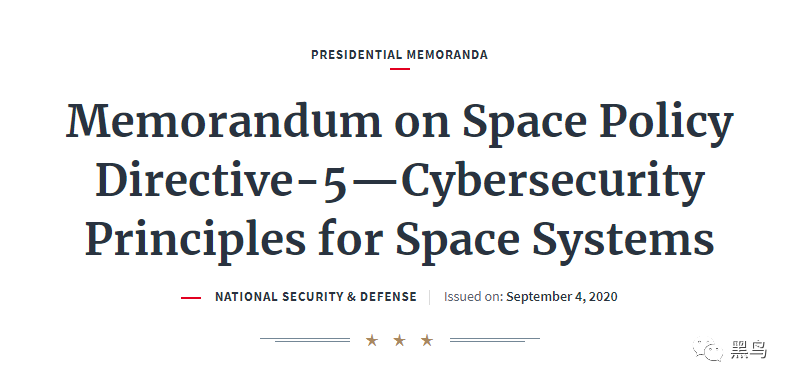 PRESIDENTIAL MEMORANDA
Memorandum on Space Policy
Directive-5—Cybersecurity
Principles for Space Systems
NATIONAL SECURITY & DEFENSE Issued on: September 4, 2020
黑鸟